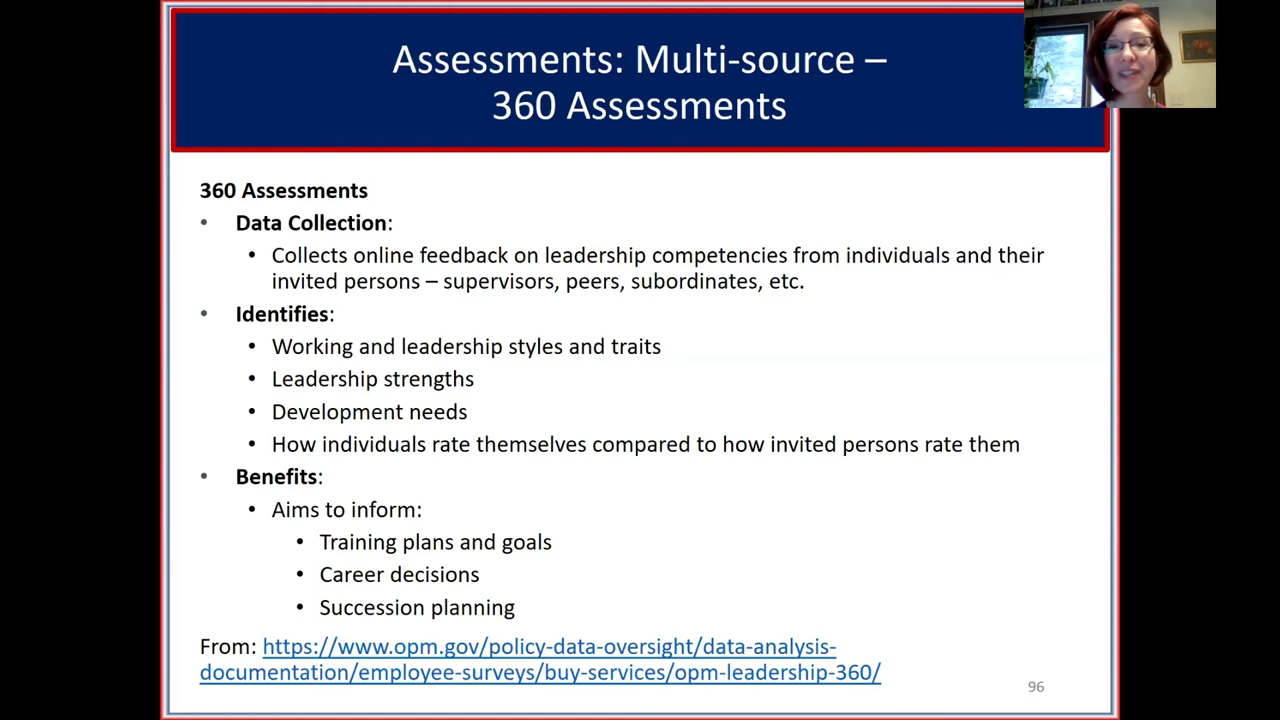 Assessments: Multi-source –
360 Assessments
360 Assessments
• Data Collection:
• Collects online feedback on leadership competencies from individuals and their
invited persons – supervisors, peers, subordinates, etc.
• Identifies:
• Working and leadership styles and traits
• Leadership strengths
• Development needs
• How individuals rate themselves compared to how invited persons rate them
• Benefits:
• Aims to inform:
• Training plans and goals
• Career decisions
• Succession planning
From: https://www.opm.gov/policy-data-oversight/data-analysis-
documentation/employee-surveys/buy-services/opm-leadership-360/
96